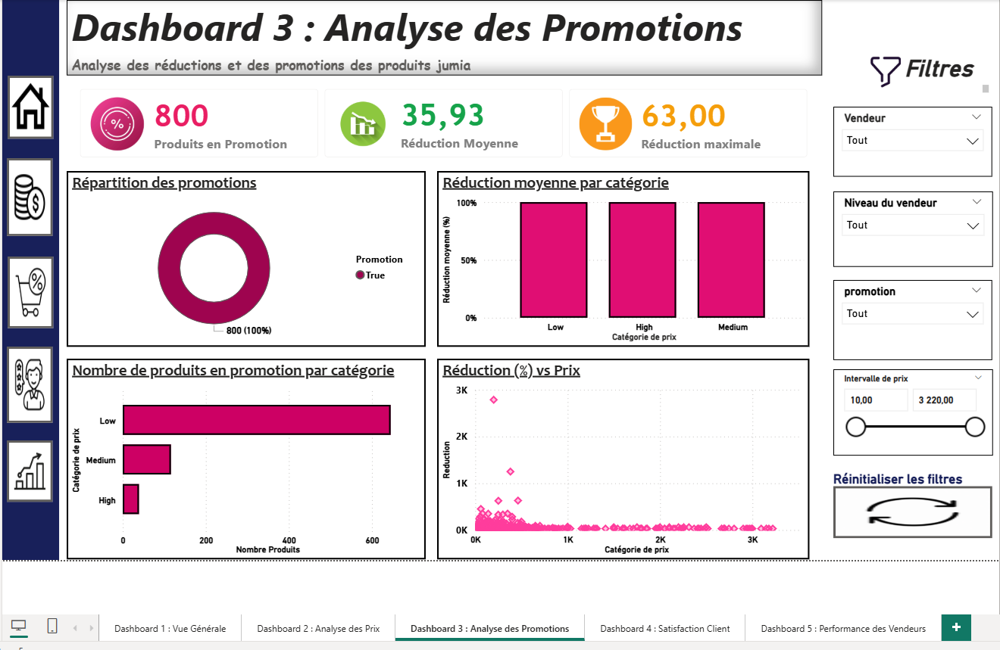 Dashboard 3 : Analyse des Promotions
Analyse des réductions et des promotions des produits jumia
800
Produits en Promotion
35,93
Réduction Moyenne
63,00
Réduction maximale
Filtres
Vendeur
Tout
Niveau du vendeur
Tout
promotion
Tout
Intervalle de prix
10,00
3 220,00
Réinitialiser les filtres
Répartition des promotions
Promotion
True
800 (100%)
Réduction moyenne par catégorie
Réduction moyenne (%)
100%
50%
0%
Low
High
Medium
Catégorie de prix
Nombre de produits en promotion par catégorie
Catégorie de prix
Low
Medium
High
0
200
400
600
Nombre Produits
Réduction (%) vs Prix
Reduction
3K
2K
1K
0K
0K
1K
2K
3K
Catégorie de prix
Dashboard 1 : Vue Générale
Dashboard 2 : Analyse des Prix
Dashboard 3 : Analyse des Promotions
Dashboard 4 : Satisfaction Client
Dashboard 5 : Performance des Vendeurs